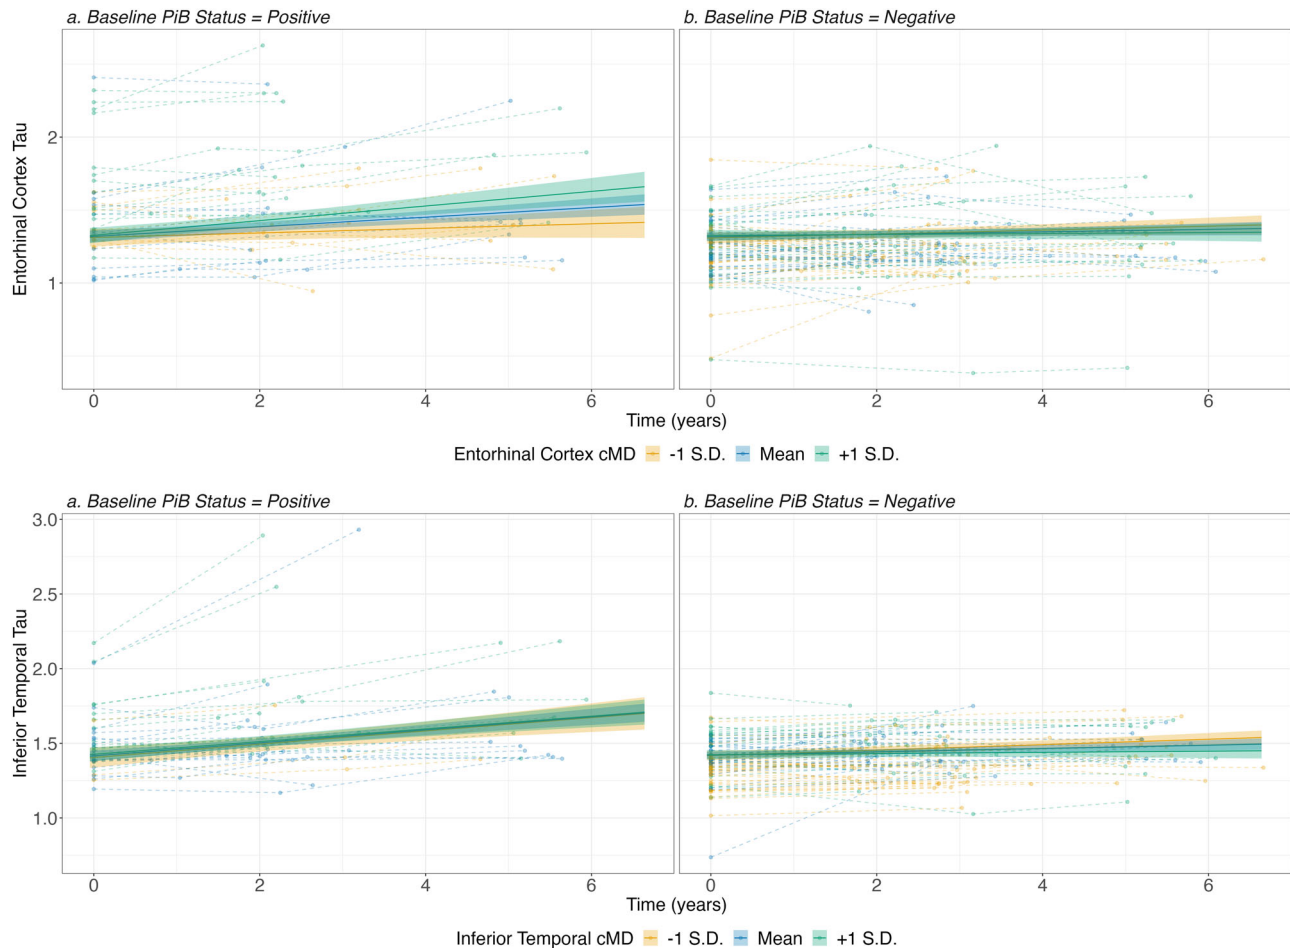 a. Baseline PiB Status = Positive
b. Baseline PiB Status = Negative
Entorhinal Cortex Tau
2
1
0
2
4
6
0
2
4
6
Time (years)
Entorhinal Cortex cMD -1 S.D. Mean +1 S.D.
a. Baseline PiB Status = Positive
b. Baseline PiB Status = Negative
Inferior Temporal Tau
3.0
2.5
2.0
1.5
1.0
0
2
4
6
0
2
4
6
Time (years)
Inferior Temporal cMD -1 S.D. Mean +1 S.D.